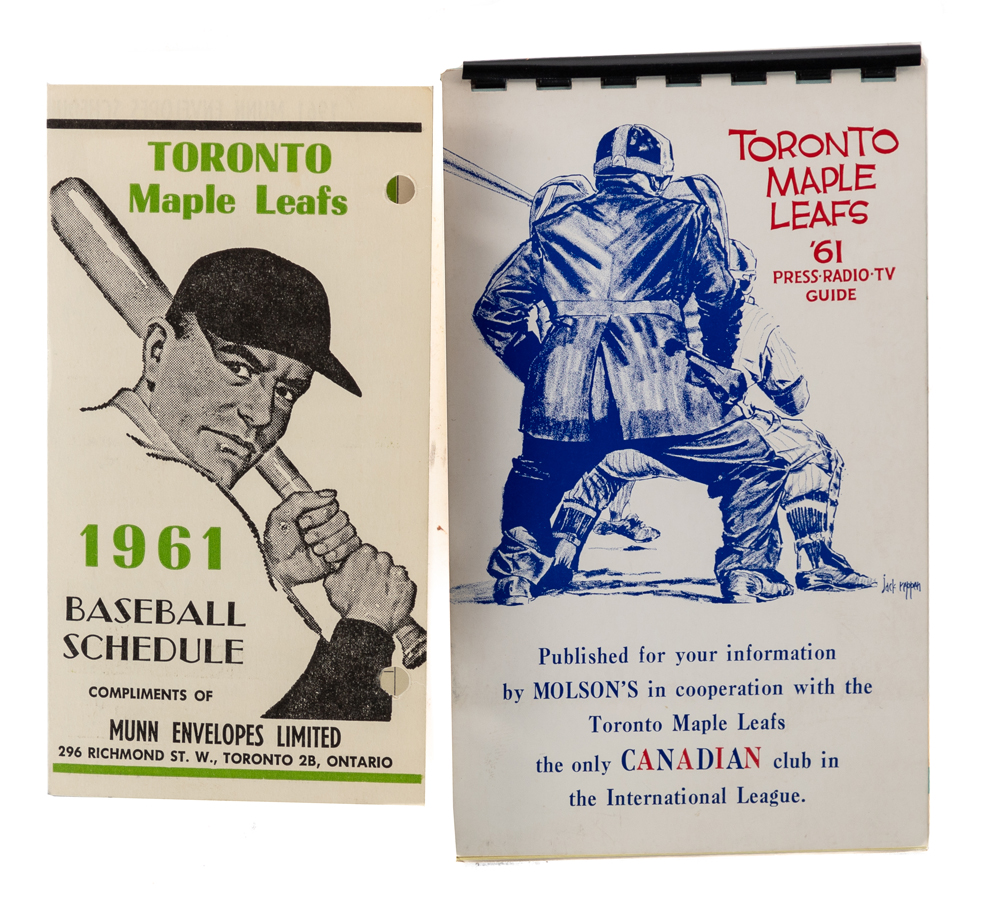 TORONTO
Maple Leafs
1961
BASEBALL
SCHEDULE
COMPLIMENTS OF
MUNN ENVELOPES LIMITED
296 RICHMOND ST. W., TORONTO 2B, ONTARIO
TORONTO
MAPLE
LEAFS
'61
PRESS·RADIO·TV
GUIDE
Published for your information
by MOLSON'S in cooperation with the
Toronto Maple Leafs
the only CANADIAN club in
the International League.